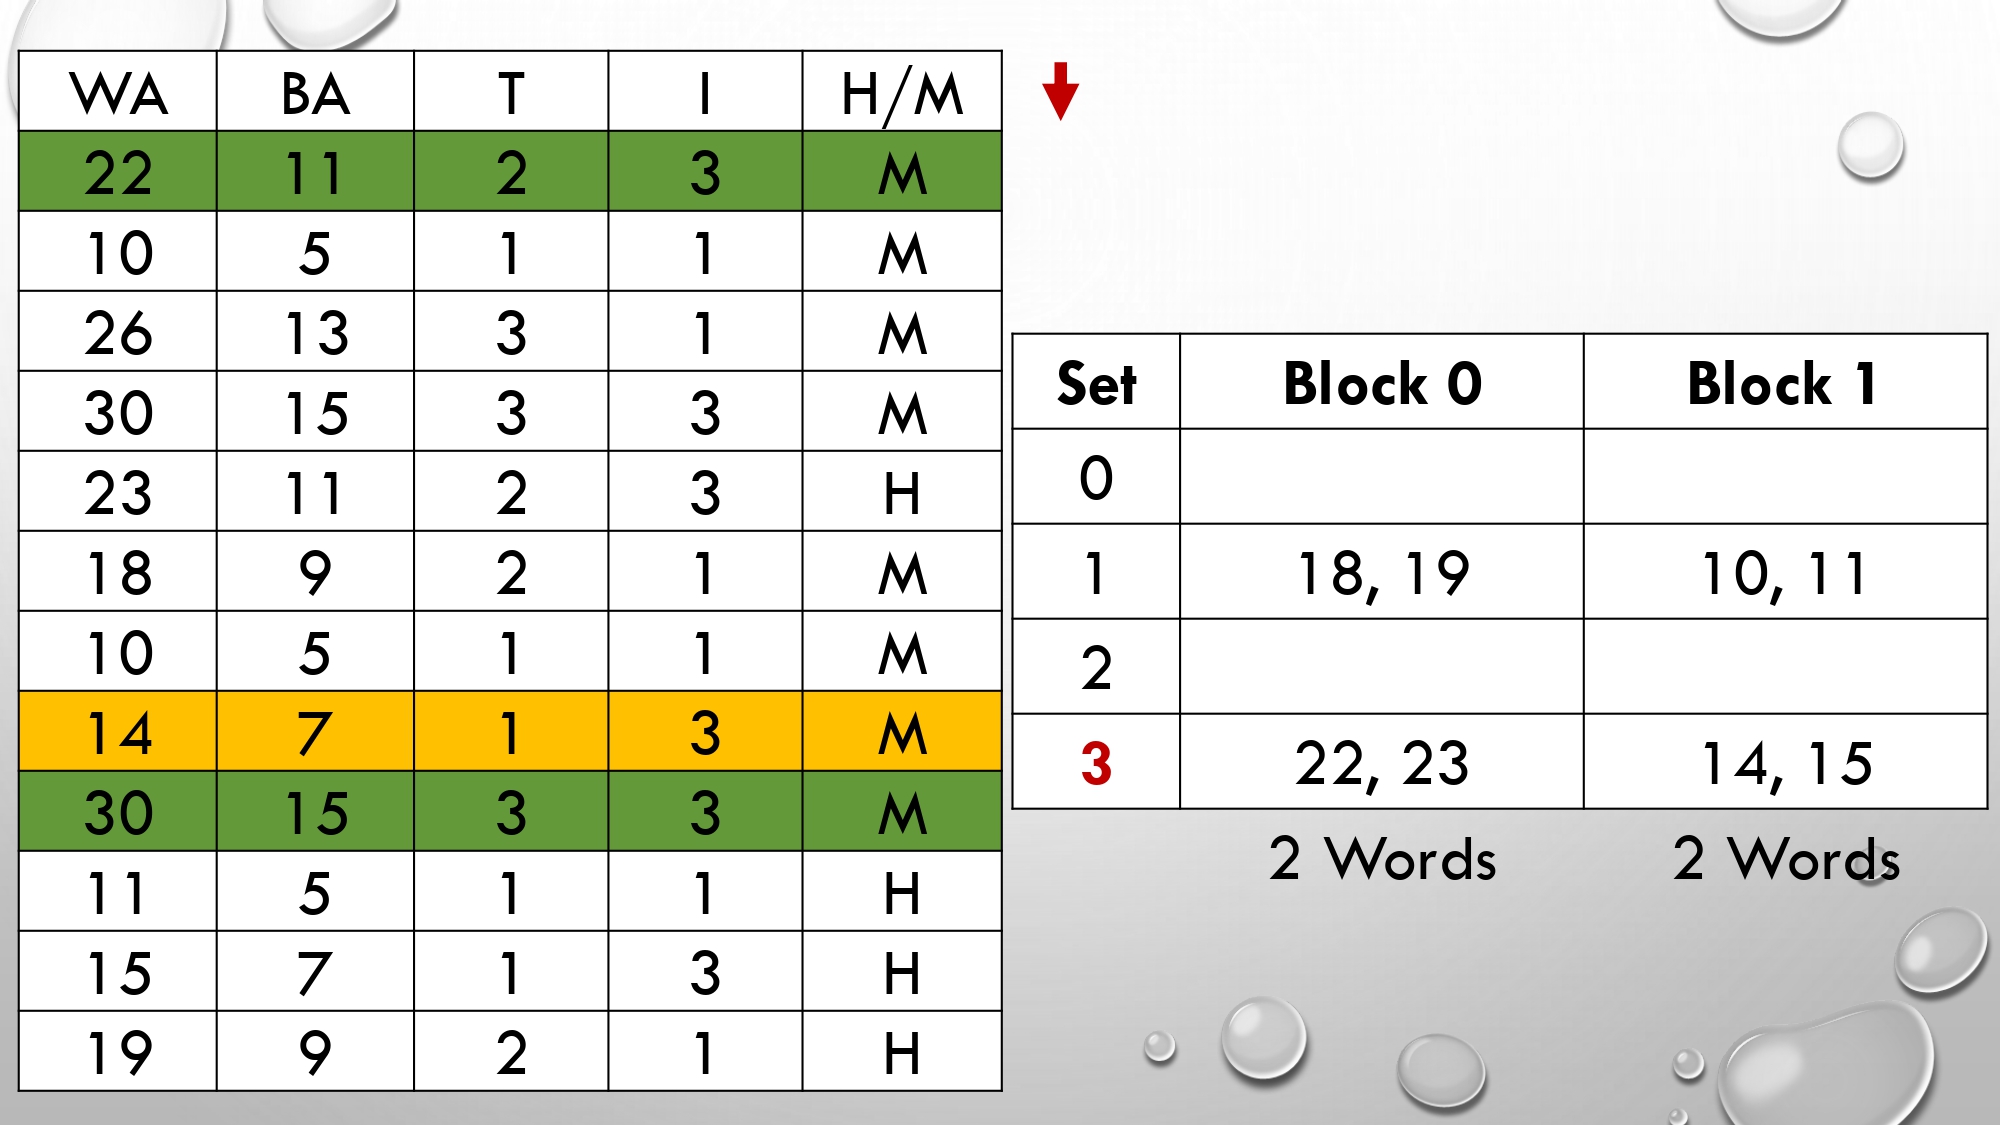 WA BA T I H/M
22 11 2 3 M
10 5 1 1 M
26 13 3 1 M
30 15 3 3 M
23 11 2 3 H
18 9 2 1 M
10 5 1 1 M
14 7 1 3 M
30 15 3 3 M
11 5 1 1 H
15 7 1 3 H
19 9 2 1 H
Set Block 0 Block 1
0
1 18, 19 10, 11
2
3 22, 23 14, 15
2 Words 2 Words